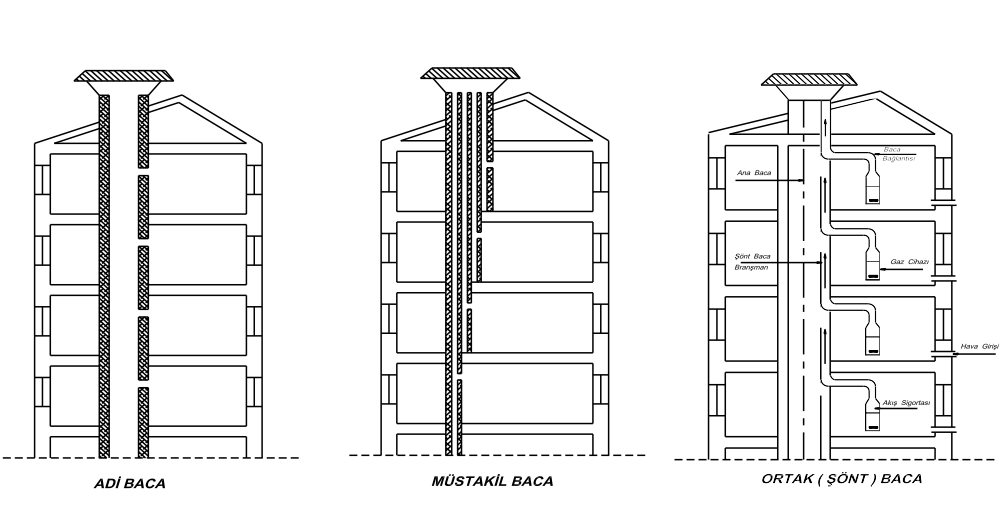 Baca
Bağlantısı
Ana Baca
Şönt Baca
Branşman
Gaz Cihazı
Hava Girişi
Akış Sigortası
ADİ BACA
MÜSTAKİL BACA
ORTAK ( ŞÖNT ) BACA